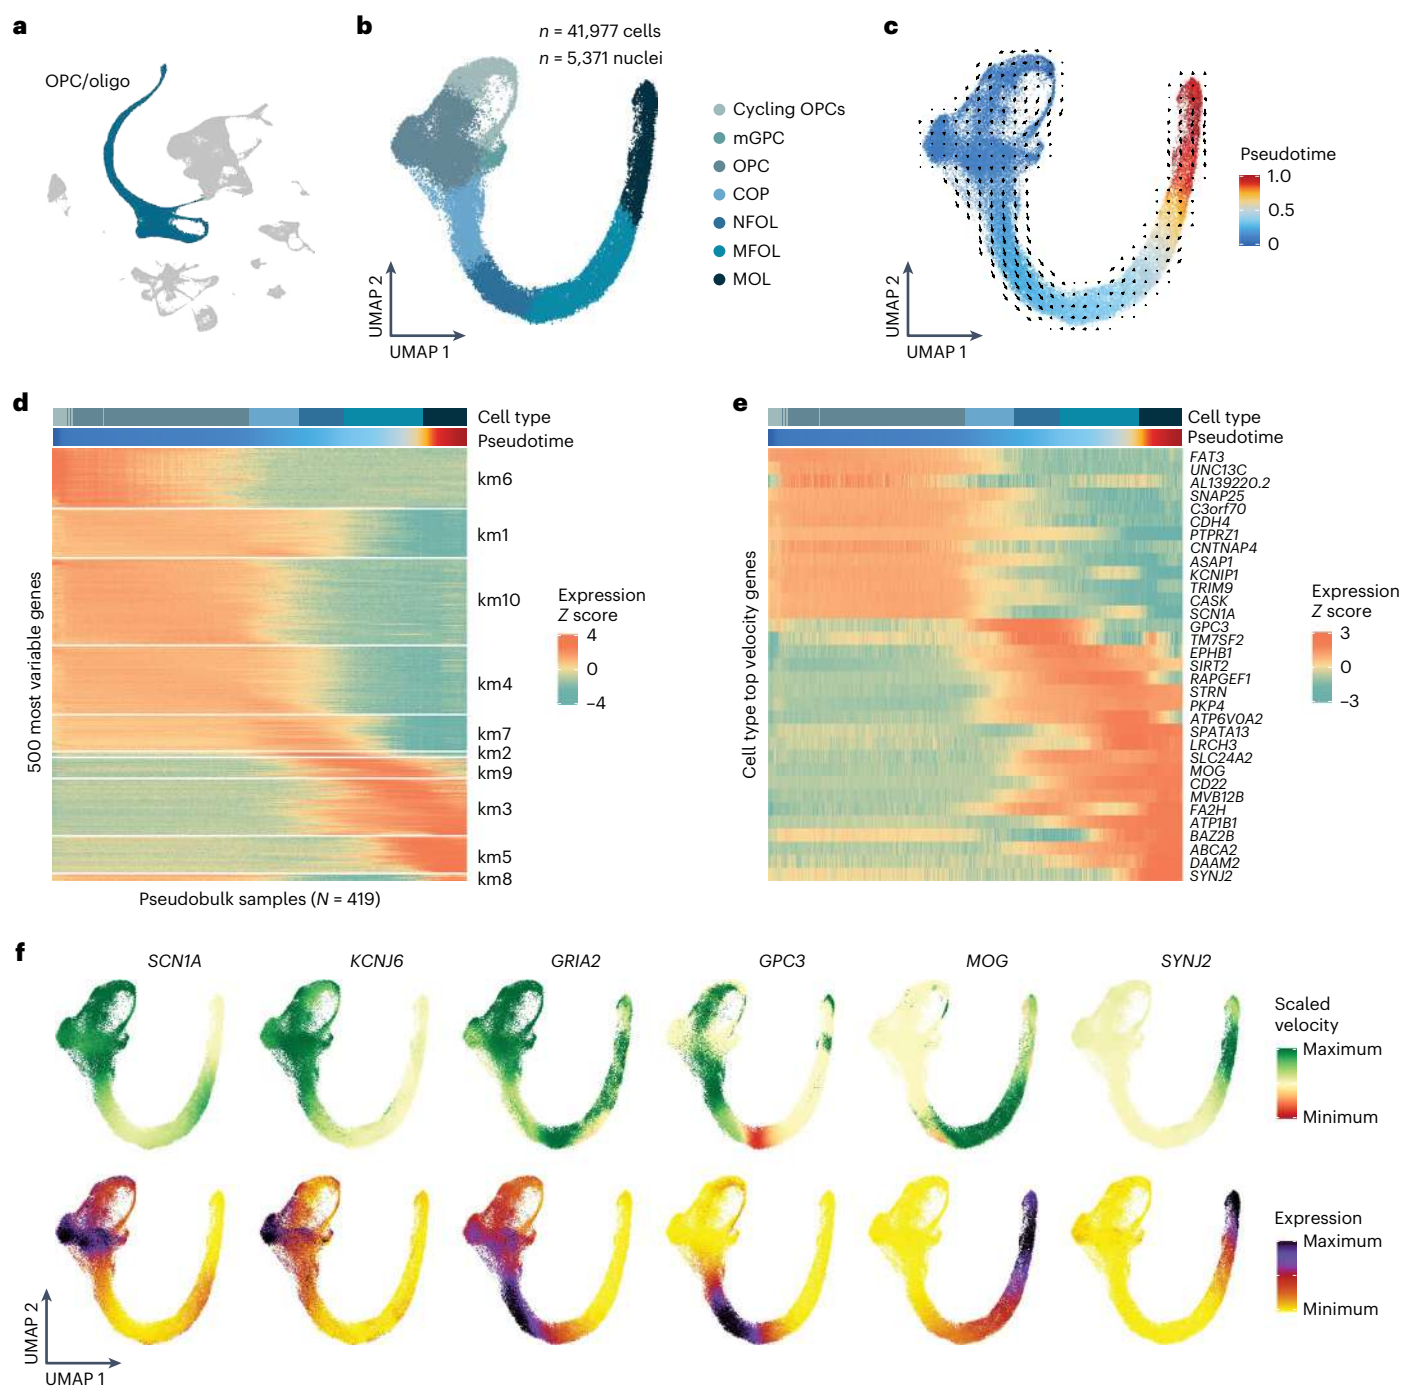 a
OPC/oligo
b
n = 41,977 cells
n = 5,371 nuclei
UMAP 2
UMAP 1
Cycling OPCs
mGPC
OPC
COP
NFOL
MFOL
MOL
c
UMAP 2
UMAP 1
Pseudotime
1.0
0.5
0
d
Cell type
Pseudotime
500 most variable genes
km6
km1
km10
km4
km7
km2
km9
km3
km5
km8
Pseudobulk samples (N = 419)
Expression
Z score
4
0
−4
e
Cell type
Pseudotime
Cell type top velocity genes
FAT3
UNC13C
AL139220.2
SNAP25
C3orf70
CDH4
PTPRZ1
CNTNAP4
ASAP1
KCNIP1
TRIM9
CASK
SCN1A
GPC3
TM7SF2
EPHB1
SIRT2
RAPGEF1
STRN
PKP4
ATP6V0A2
SPATA13
LRCH3
SLC24A2
MOG
CD22
MVB12B
FA2H
ATP1B1
BAZ2B
ABCA2
DAAM2
SYNJ2
Expression
Z score
3
0
−3
f
SCN1A
KCNJ6
GRIA2
GPC3
MOG
SYNJ2
Scaled
velocity
Maximum
Minimum
Expression
Maximum
Minimum
UMAP 2
UMAP 1